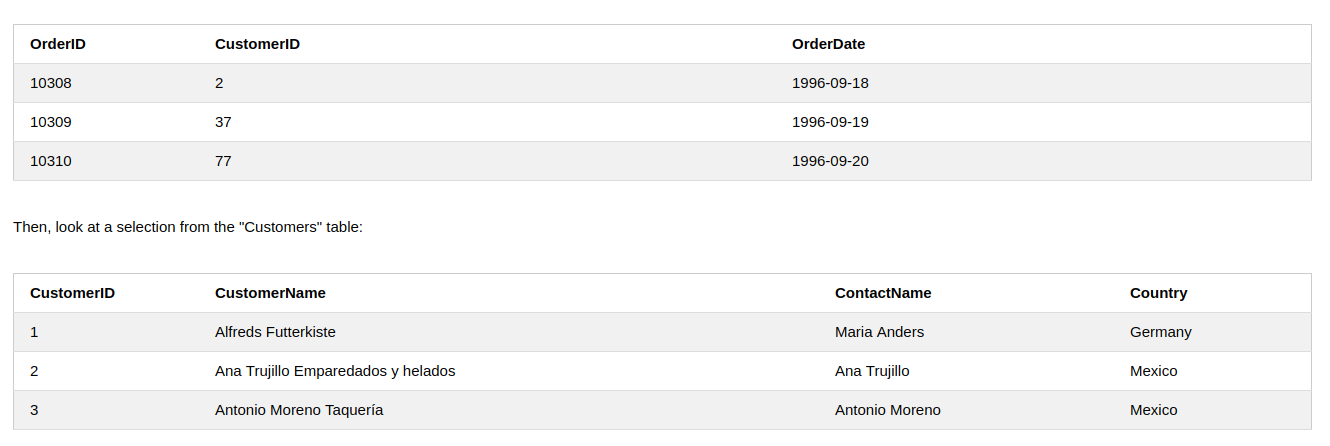 OrderID CustomerID OrderDate
10308 2 1996-09-18
10309 37 1996-09-19
10310 77 1996-09-20
Then, look at a selection from the "Customers" table:
CustomerID CustomerName ContactName Country
1 Alfreds Futterkiste Maria Anders Germany
2 Ana Trujillo Emparedados y helados Ana Trujillo Mexico
3 Antonio Moreno Taquería Antonio Moreno Mexico